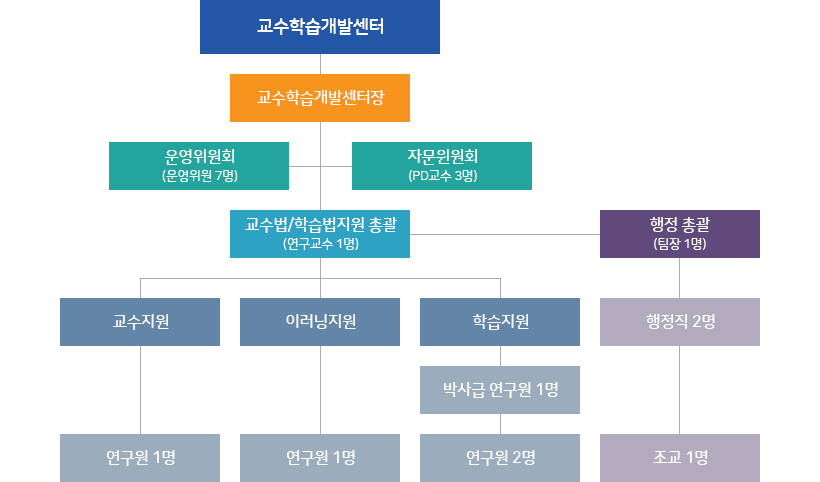 교수학습개발센터
교수학습개발센터장
운영위원회
(운영위원 7명)
자문위원회
(PD교수 3명)
교수법/학습법지원 총괄
(연구교수 1명)
행정 총괄
(팀장 1명)
교수지원
이러닝지원
학습지원
행정직 2명
박사급 연구원 1명
연구원 1명
연구원 1명
연구원 2명
조교 1명